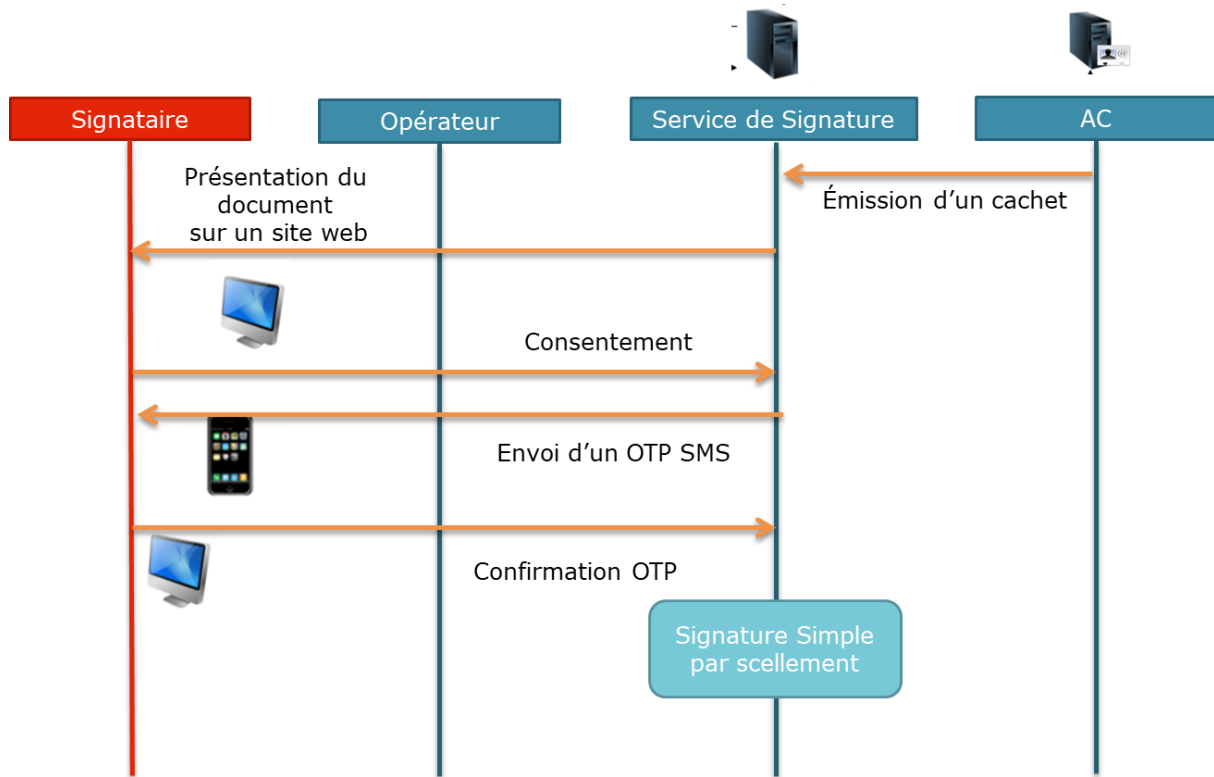 Signataire
Opérateur
Service de Signature
AC
Présentation du
document
sur un site web
Émission d’un cachet
Consentement
Envoi d’un OTP SMS
Confirmation OTP
Signature Simple
par scellement